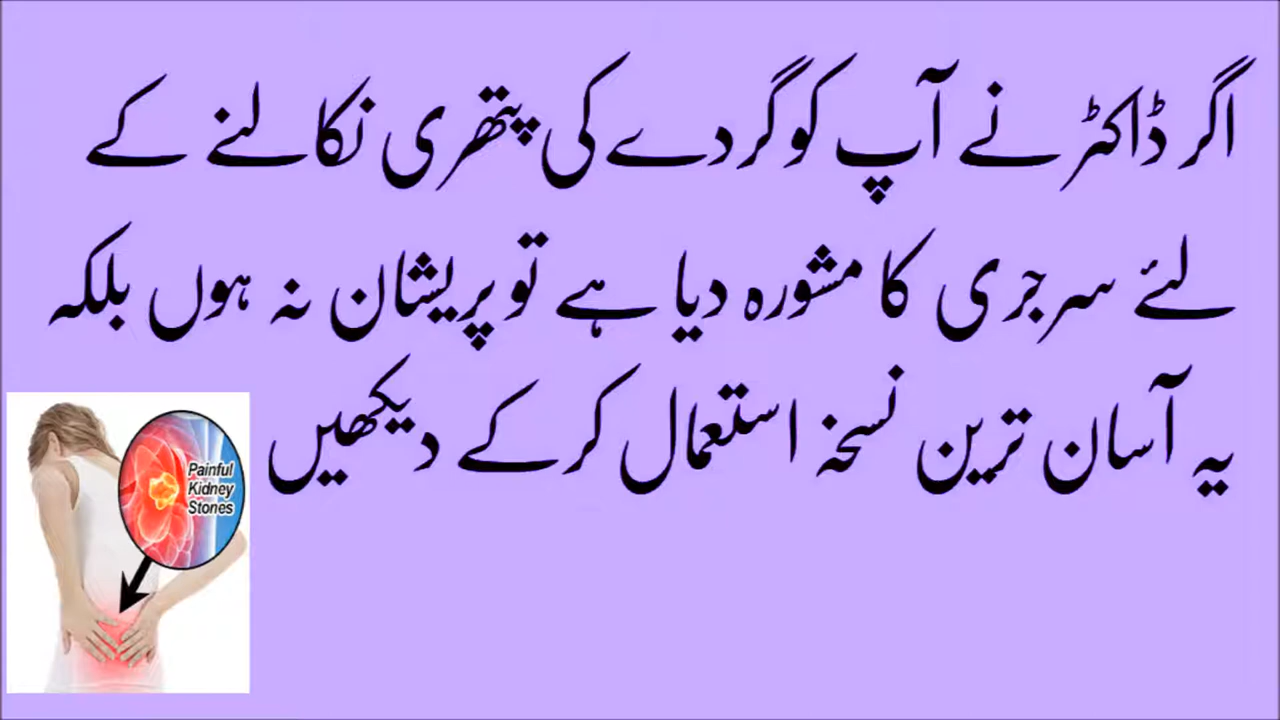 اگر ڈاکٹر نے آپ کو گردے کی پتھری نکالنے کے
لئے سرجری کا مشورہ دیا ہے تو پریشان نہ ہوں بلکہ
یہ آسان ترین نسخہ استعمال کر کے دیکھیں
Painful
Kidney
Stones